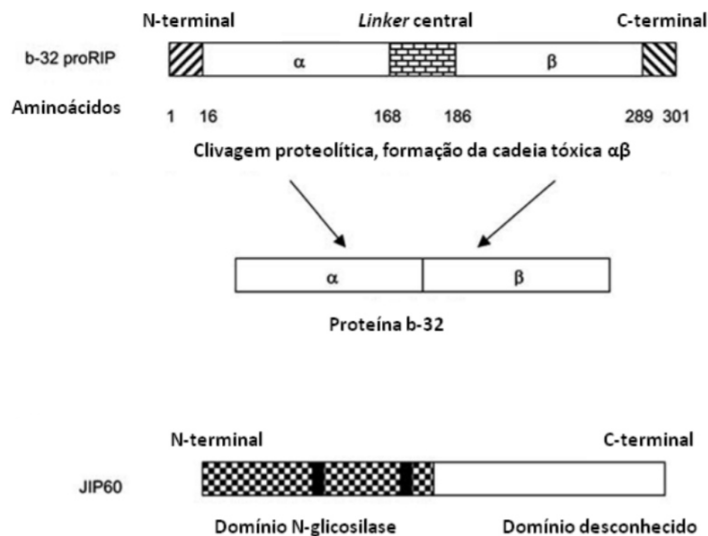 N-terminal Linker central C-terminal
b-32 proRIP α β
Aminoácidos 1 16 168 186 289 301
Clivagem proteolítica, formação da cadeia tóxica αβ
α β
Proteína b-32
N-terminal C-terminal
JIP60
Domínio N-glicosilase Domínio desconhecido